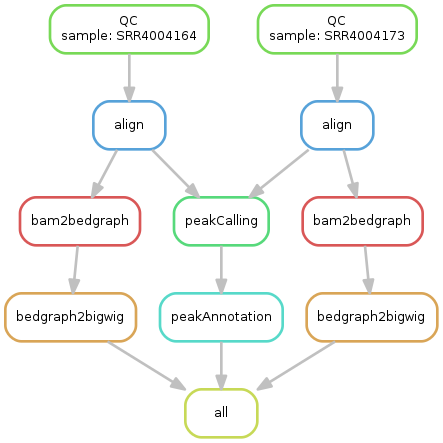 QC
sample: SRR4004164
QC
sample: SRR4004173
align
align
bam2bedgraph
peakCalling
bam2bedgraph
bedgraph2bigwig
peakAnnotation
bedgraph2bigwig
all